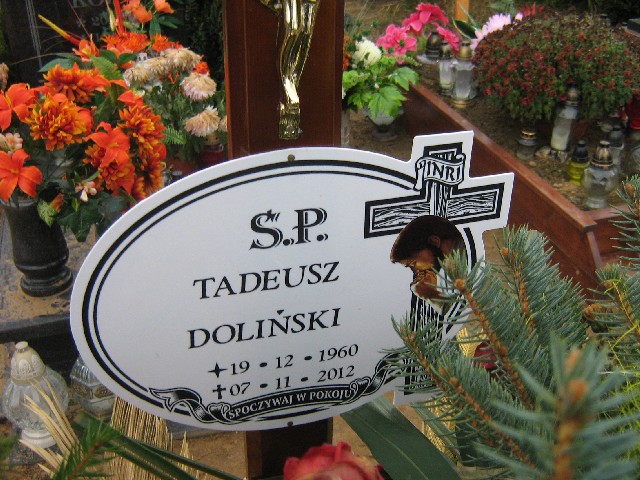 INRI
Ś.P.
TADEUSZ
DOLIŃSKI
19 • 12 • 1960
✝07 • 11 • 2012
SPOCZYWAJ W POKOJU